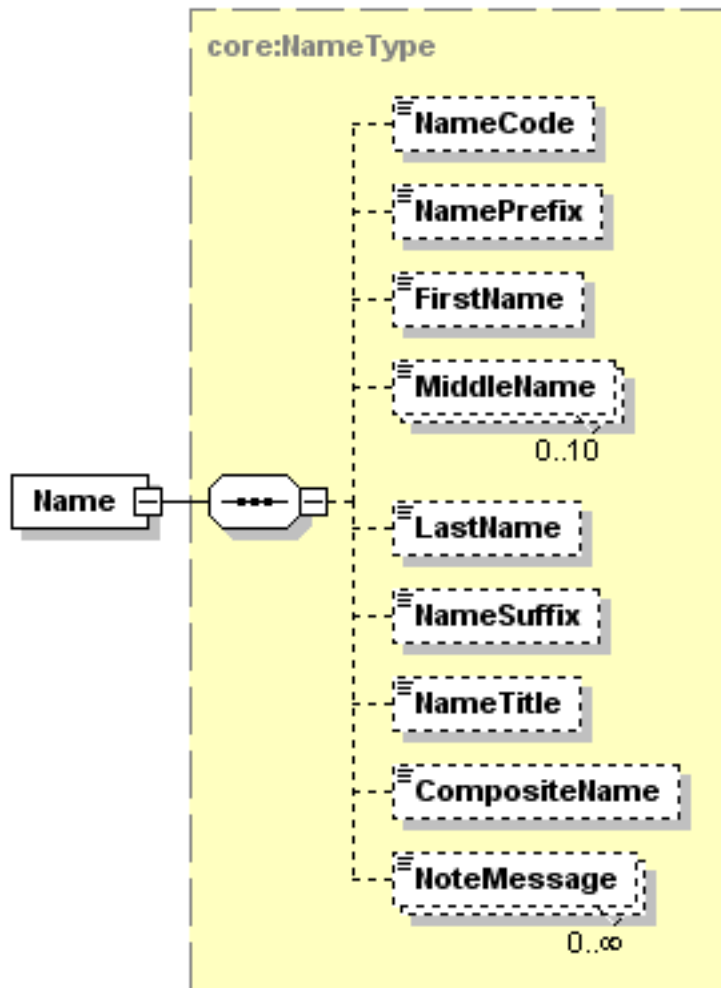 core:NameType
NameCode
NamePrefix
FirstName
MiddleName
0..10
Name
LastName
NameSuffix
NameTitle
CompositeName
NoteMessage
0..∞